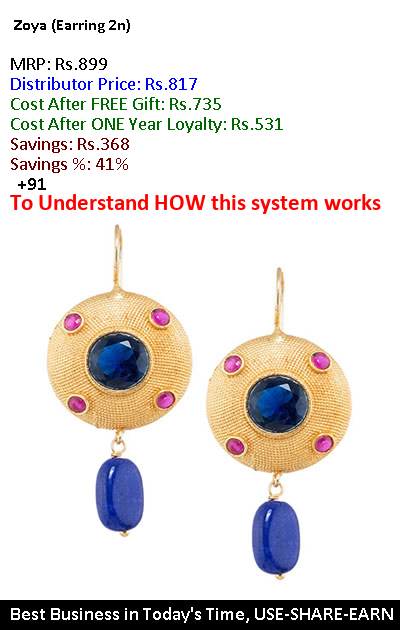 Zoya (Earring 2n)
MRP: Rs.899
Distributor Price: Rs.817
Cost After FREE Gift: Rs.735
Cost After ONE Year Loyalty: Rs.531
Savings: Rs.368
Savings %: 41%
+91
To Understand HOW this system works
Best Business in Today's Time, USE-SHARE-EARN